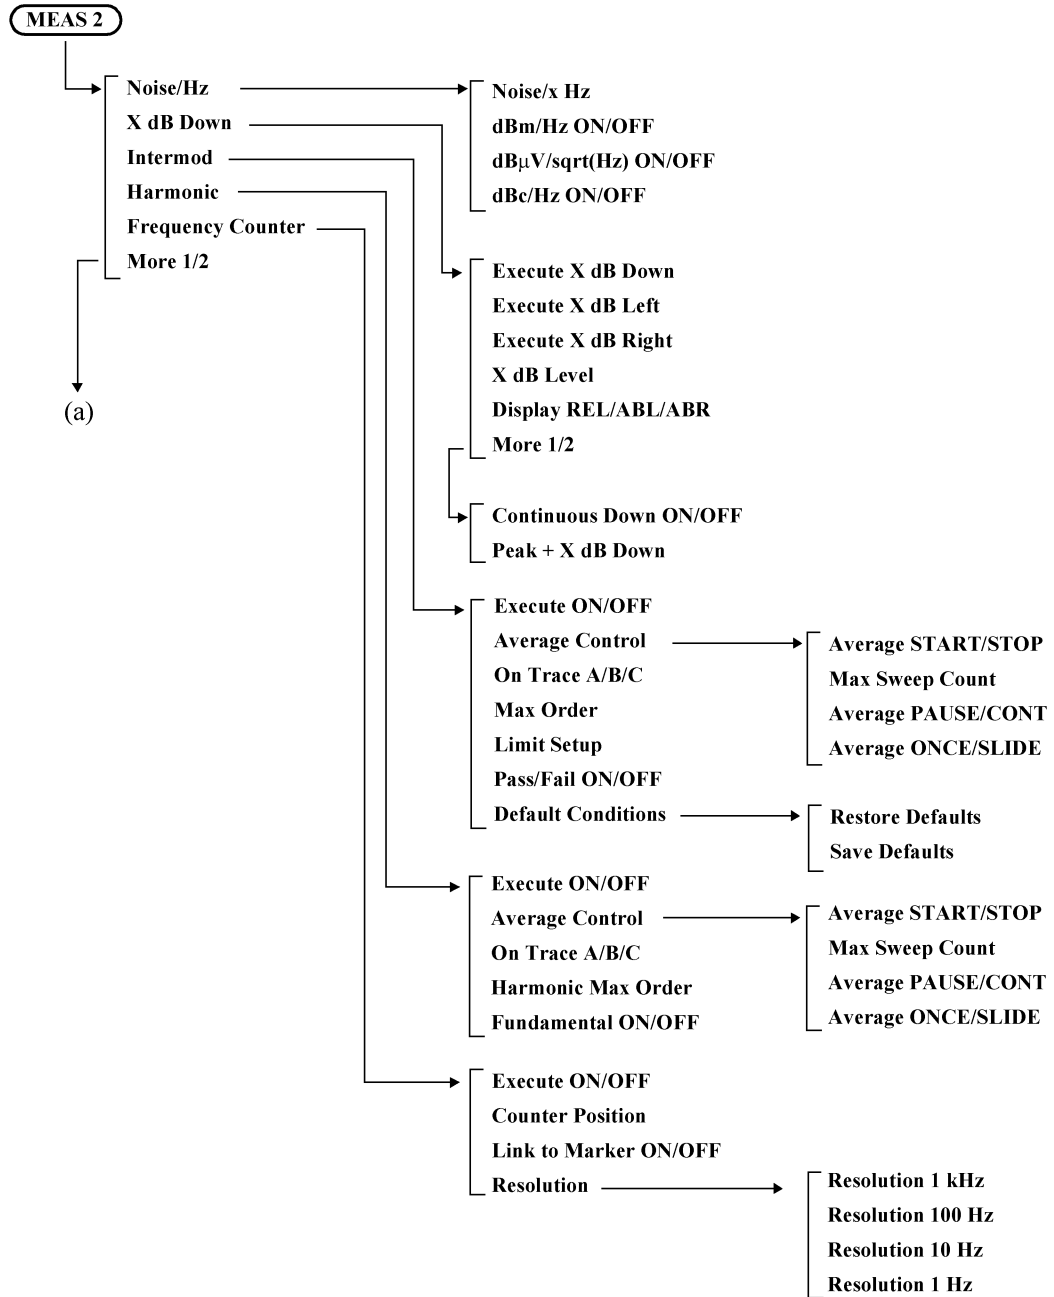 MEAS 2
Noise/Hz
X dB Down
Intermod
Harmonic
Frequency Counter
More 1/2
(a)
Noise/x Hz
dBm/Hz ON/OFF
dBµV/sqrt(Hz) ON/OFF
dBc/Hz ON/OFF
Execute X dB Down
Execute X dB Left
Execute X dB Right
X dB Level
Display REL/ABL/ABR
More 1/2
Continuous Down ON/OFF
Peak + X dB Down
Execute ON/OFF
Average Control
On Trace A/B/C
Max Order
Limit Setup
Pass/Fail ON/OFF
Default Conditions
Average START/STOP
Max Sweep Count
Average PAUSE/CONT
Average ONCE/SLIDE
Restore Defaults
Save Defaults
Execute ON/OFF
Average Control
On Trace A/B/C
Harmonic Max Order
Fundamental ON/OFF
Average START/STOP
Max Sweep Count
Average PAUSE/CONT
Average ONCE/SLIDE
Execute ON/OFF
Counter Position
Link to Marker ON/OFF
Resolution
Resolution 1 kHz
Resolution 100 Hz
Resolution 10 Hz
Resolution 1 Hz